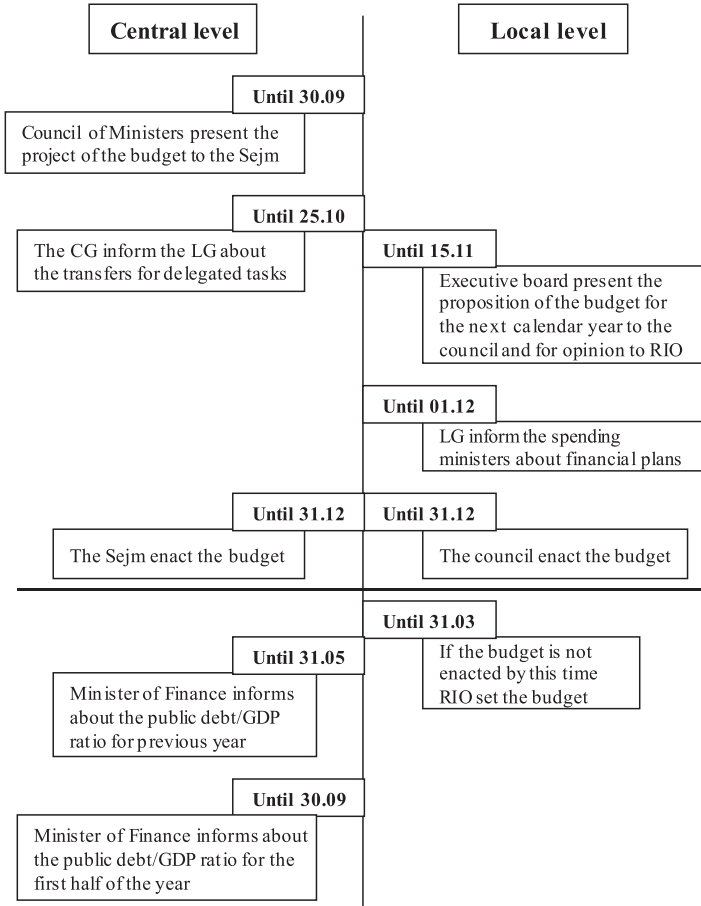 Central level
Local level
Until 30.09
Council of Ministers present the
project of the budget to the Sejm
Until 25.10
The CG inform the LG about
the transfers for delegated tasks
Until 15.11
Executive board present the
proposition of the budget for
the next calendar year to the
council and for opinion to RIO
Until 01.12
LG inform the spending
ministers about financial plans
Until 31.12
The Sejm enact the budget
Until 31.12
The council enact the budget
Until 31.03
If the budget is not
enacted by this time
RIO set the budget
Until 31.05
Minister of Finance informs
about the public debt/GDP
ratio for previous year
Until 30.09
Minister of Finance informs about
the public debt/GDP ratio for the
first half of the year